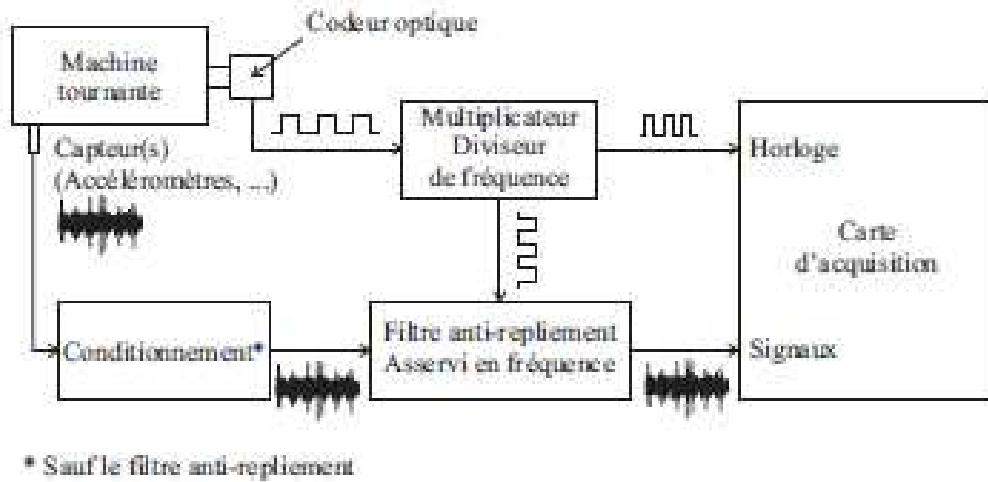 Codeur optique
Machine
tournante
Capteur(s)
(Accéléromètres, ...)
Multiplicateur
Diviseur
de fréquence
Horloge
Carte
d'acquisition
Conditionnement*
Filtre anti-repliement
Asservi en fréquence
Signaux
* Sauf le filtre anti-repliement